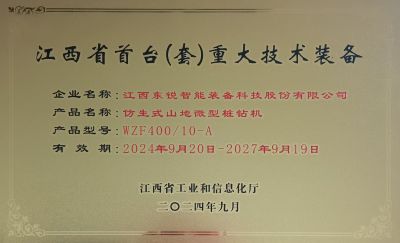 江西省首台(套)重大技术装备
企业名称:江西东锐智能装备科技股份有限公司
产品名称:仿生式山地微型桩钻机
产品型号:WZF400/10-A
有 效 期:2024年9月20日-2027年9月19日
江西省工业和信息化厅
二〇二四年九月